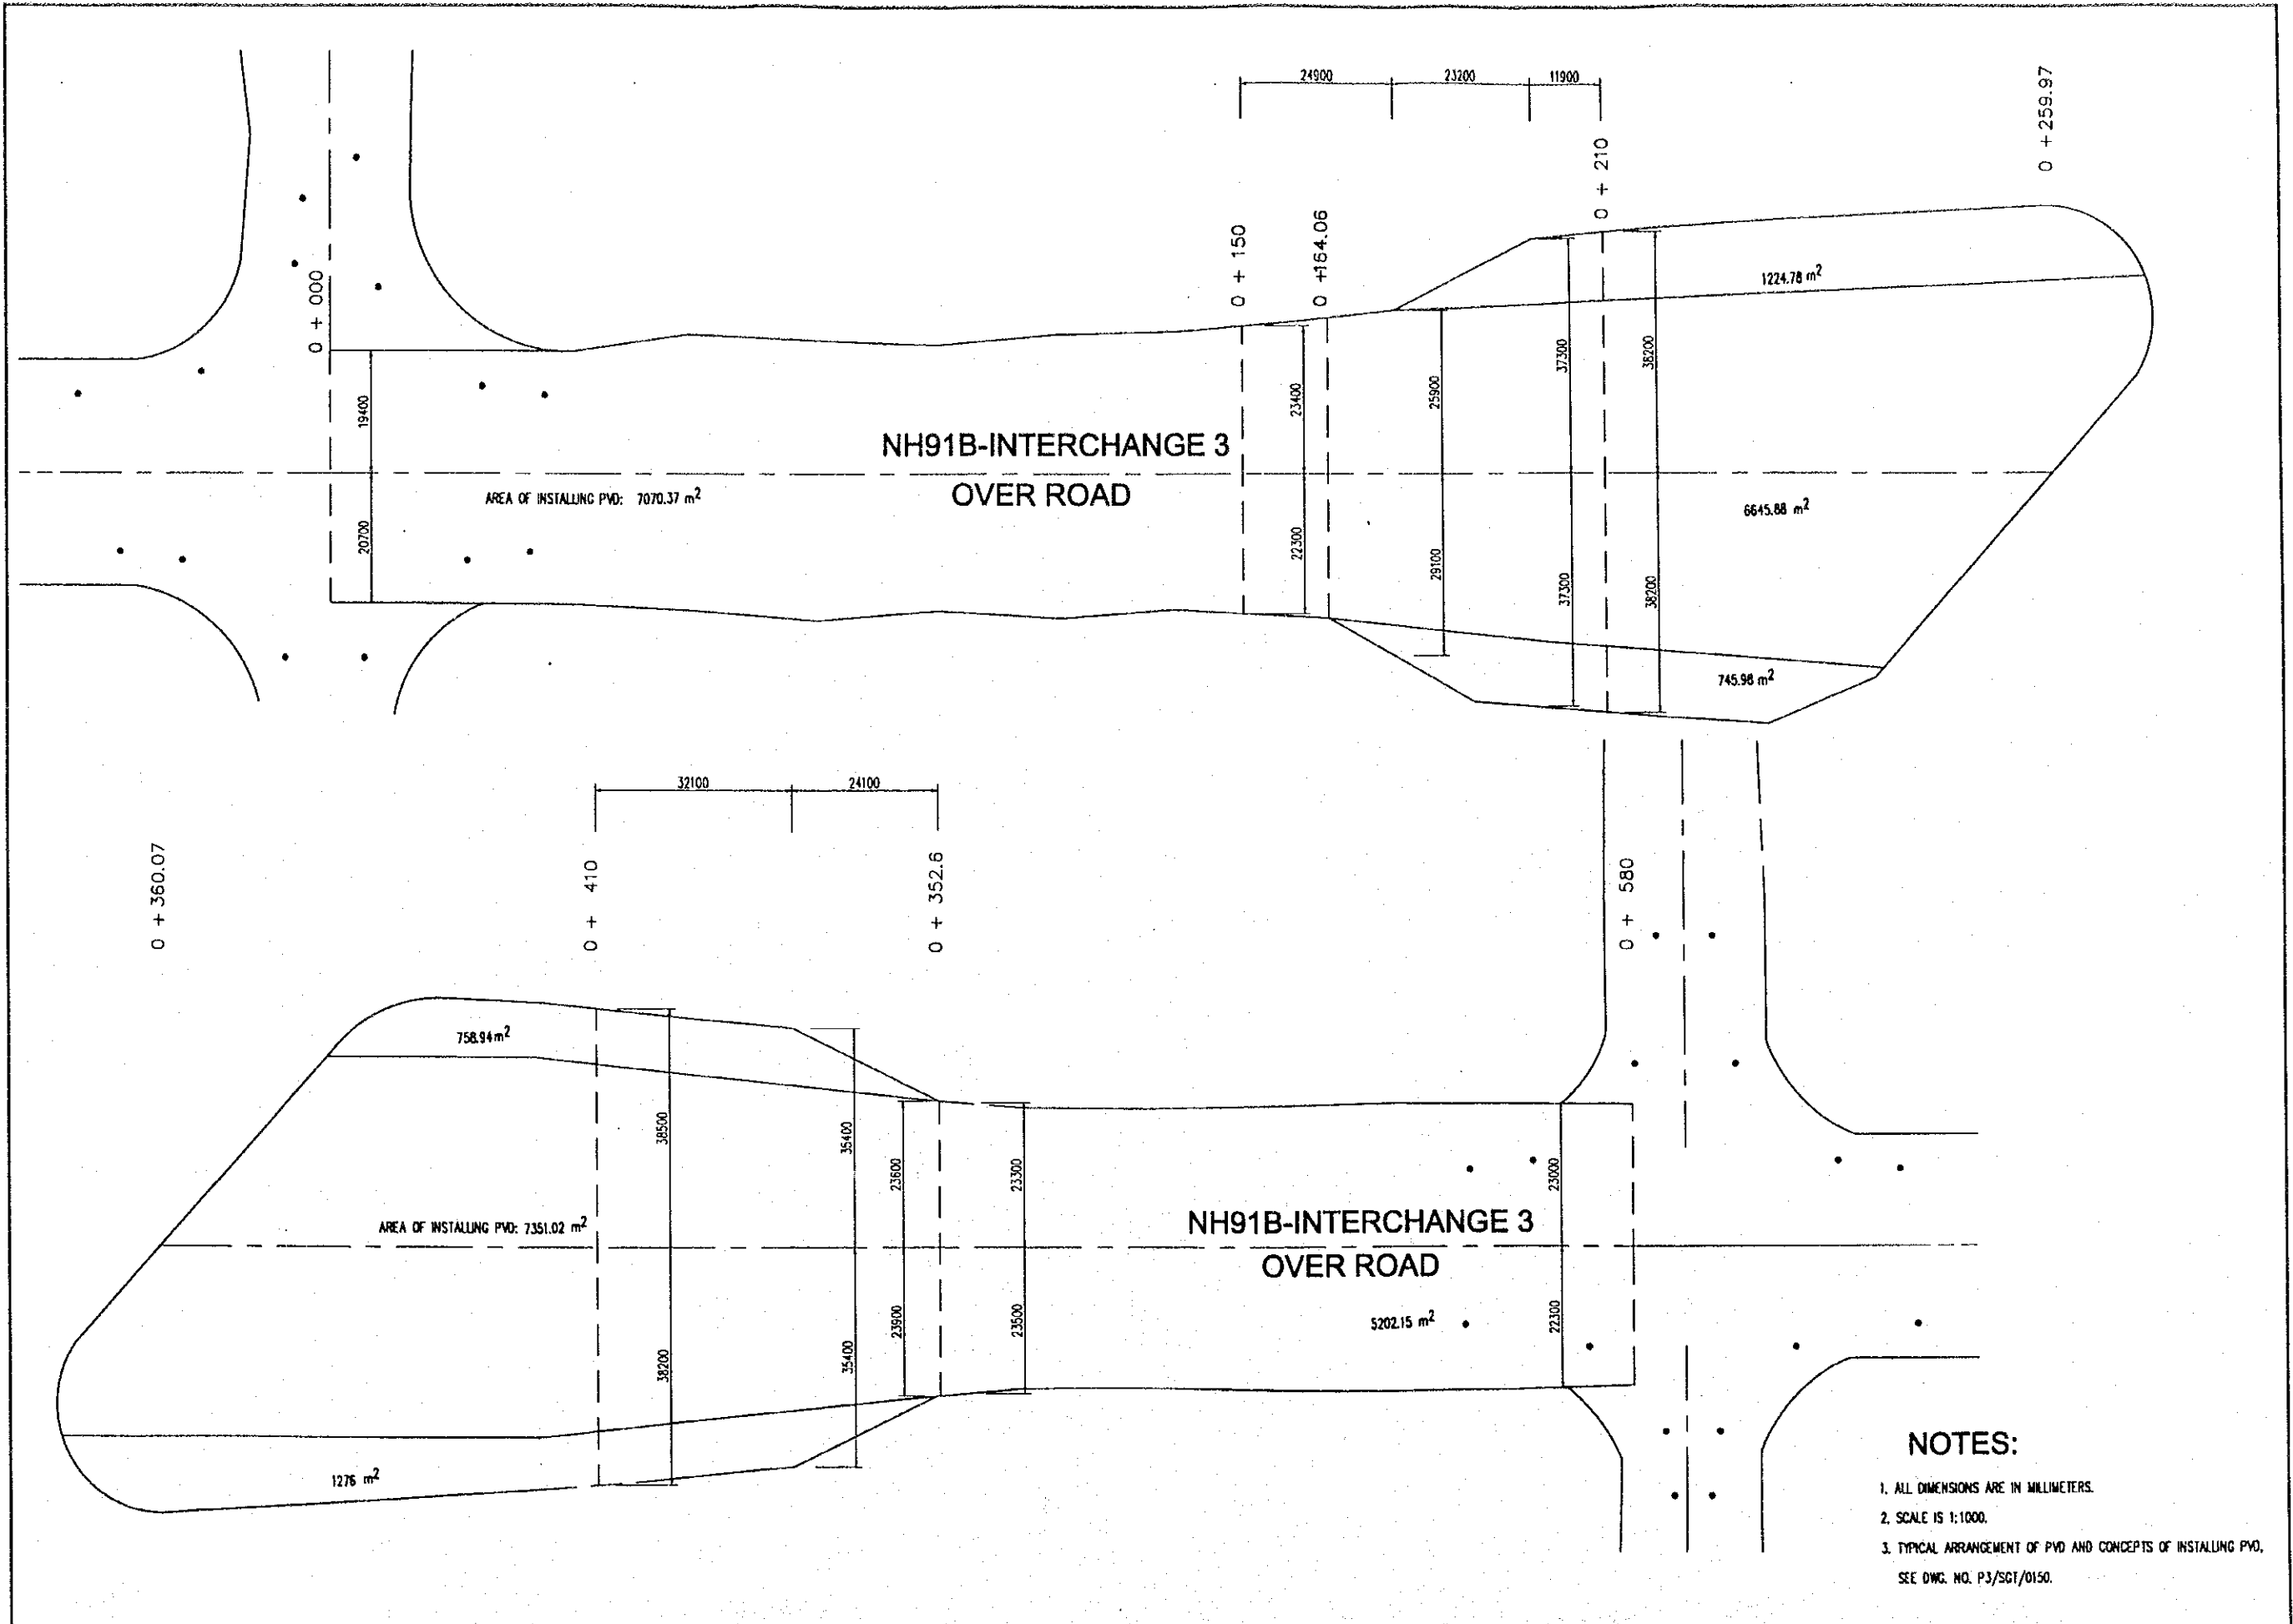 24900 23200 11900
0 + 259.97
0 + 210
0 + 150
0 +164.06
0 + 000
1224.78 m2
19400
20700
23400
22300
25900
29100
37300
37300
38200
38200
NH91B-INTERCHANGE 3
OVER ROAD
AREA OF INSTALLING PVD: 7070.37 m2
6645.88 m2
745.98 m2
32100 24100
0 + 360.07
0 + 410
0 + 352.6
0 + 580
758.94 m2
38500
38200
35400
35400
23600
23900
23300
23500
23000
22300
AREA OF INSTALLING PVD: 7351.02 m2
NH91B-INTERCHANGE 3
OVER ROAD
5202.15 m2
1276 m2
NOTES:
1. ALL DIMENSIONS ARE IN MILLIMETERS.
2. SCALE IS 1:1000.
3. TYPICAL ARRANGEMENT OF PVD AND CONCEPTS OF INSTALLING PVD,
SEE DWG. NO. P3/SGT/0150.